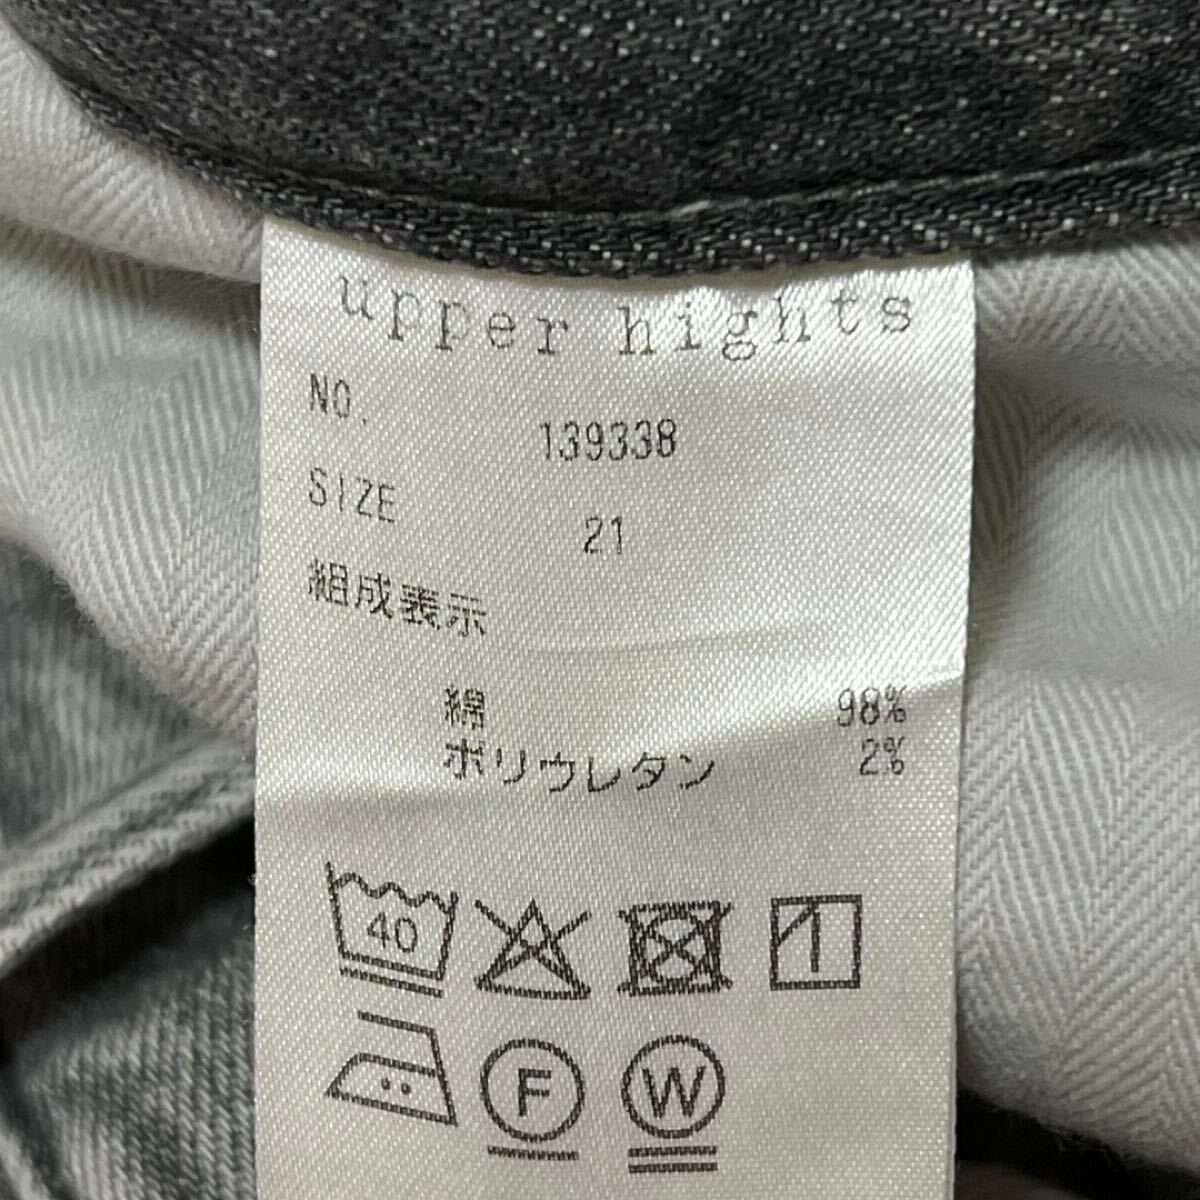 upper hights
NO. 139338
SIZE 21
組成表示
綿 98%
ポリウレタン 2%
40
F W